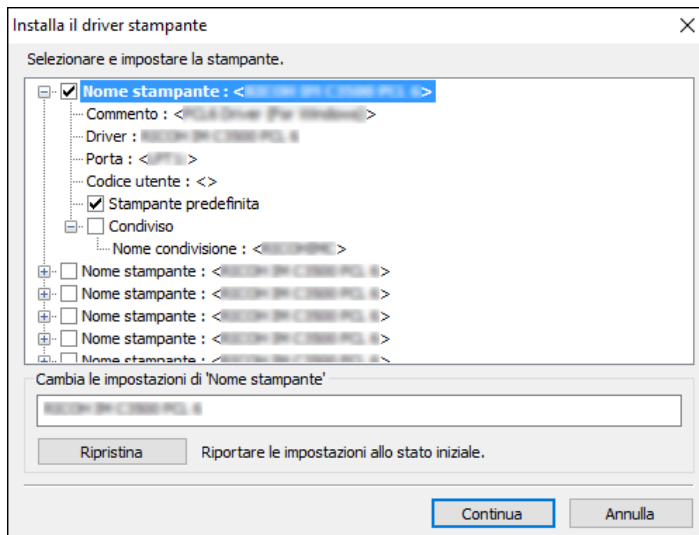 Installa il driver stampante
Selezionare e impostare la stampante.
Nome stampante : < >
Commento : < >
Driver :
Porta : < >
Codice utente : <>
Stampante predefinita
Condiviso
Nome condivisione : < >
Nome stampante : < >
Nome stampante : < >
Nome stampante : < >
Nome stampante : < >
Nome stampante : < >
Cambia le impostazioni di 'Nome stampante'
Ripristina Riportare le impostazioni allo stato iniziale.
Continua Annulla